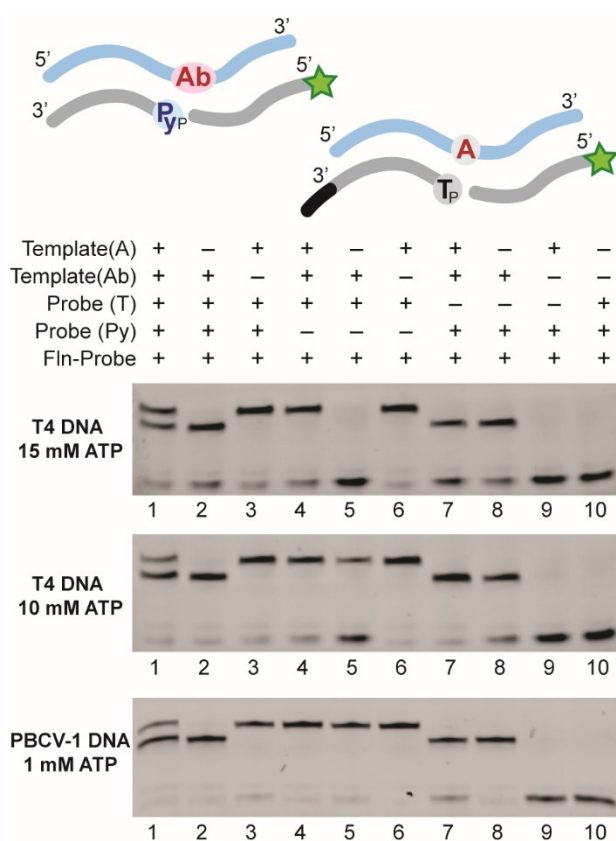 3' 5' Ab 3' PyP
3' 5' A 3' TP 5'
Template(A) + – + + – + + – + –
Template(Ab) + + – + + – + + – –
Probe (T) + + + + + + – – – +
Probe (Py) + + + – – – + + + +
Fln-Probe + + + + + + + + + +
T4 DNA
15 mM ATP
1 2 3 4 5 6 7 8 9 10
T4 DNA
10 mM ATP
1 2 3 4 5 6 7 8 9 10
PBCV-1 DNA
1 mM ATP
1 2 3 4 5 6 7 8 9 10